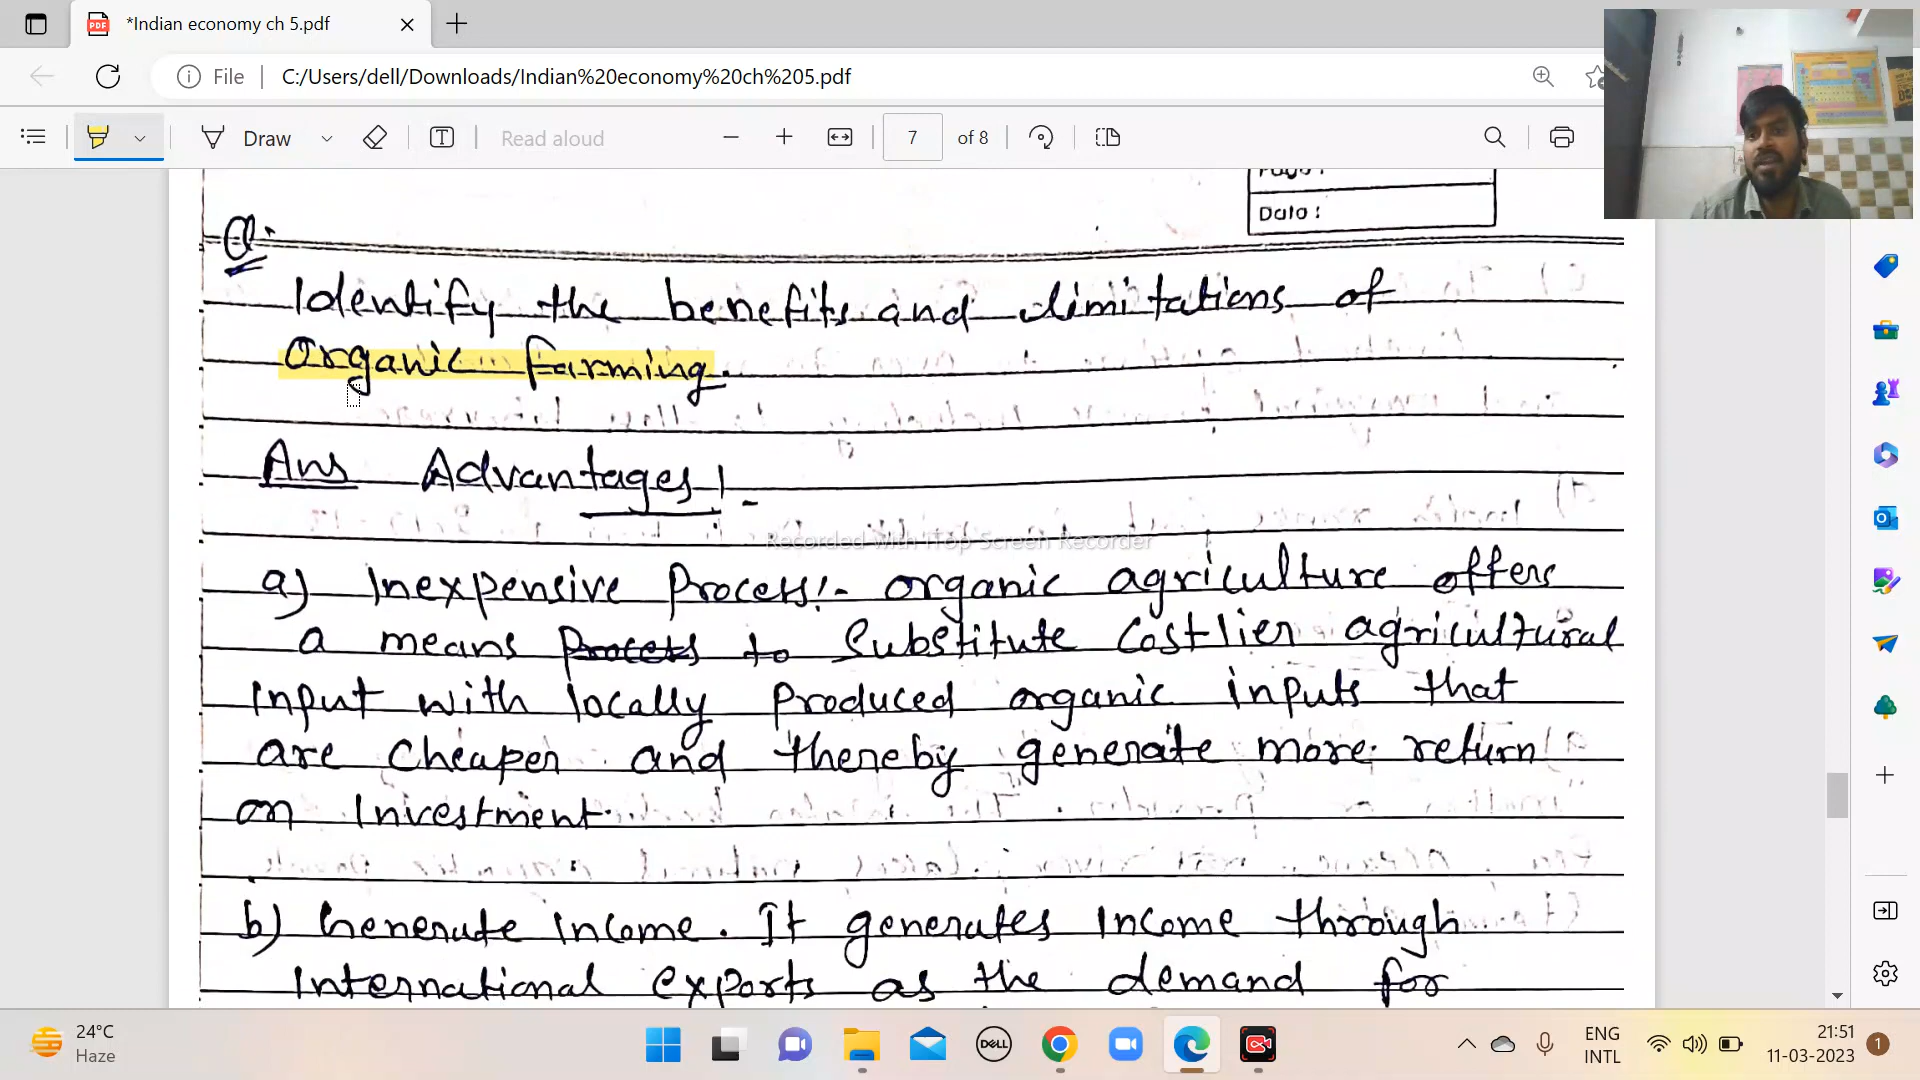 *Indian economy ch 5.pdf
File C:/Users/dell/Downloads/Indian%20economy%20ch%205.pdf
Draw Read aloud 7 of 8
Page :
Date :
Q.
Identify the benefits and limitations of
Organic farming.
Ans Advantages :-
a) Inexpensive Process :- organic agriculture offers
a means process to Substitute Costlier agricultural
Input with locally produced organic inputs that
are Cheaper and thereby generate more return
on Investment.
b) Generate income. It generates Income through
International exports as the demand for
Recorded with iTop Screen Recorder
24°C
Haze
DELL
ENG
INTL
21:51
11-03-2023
1